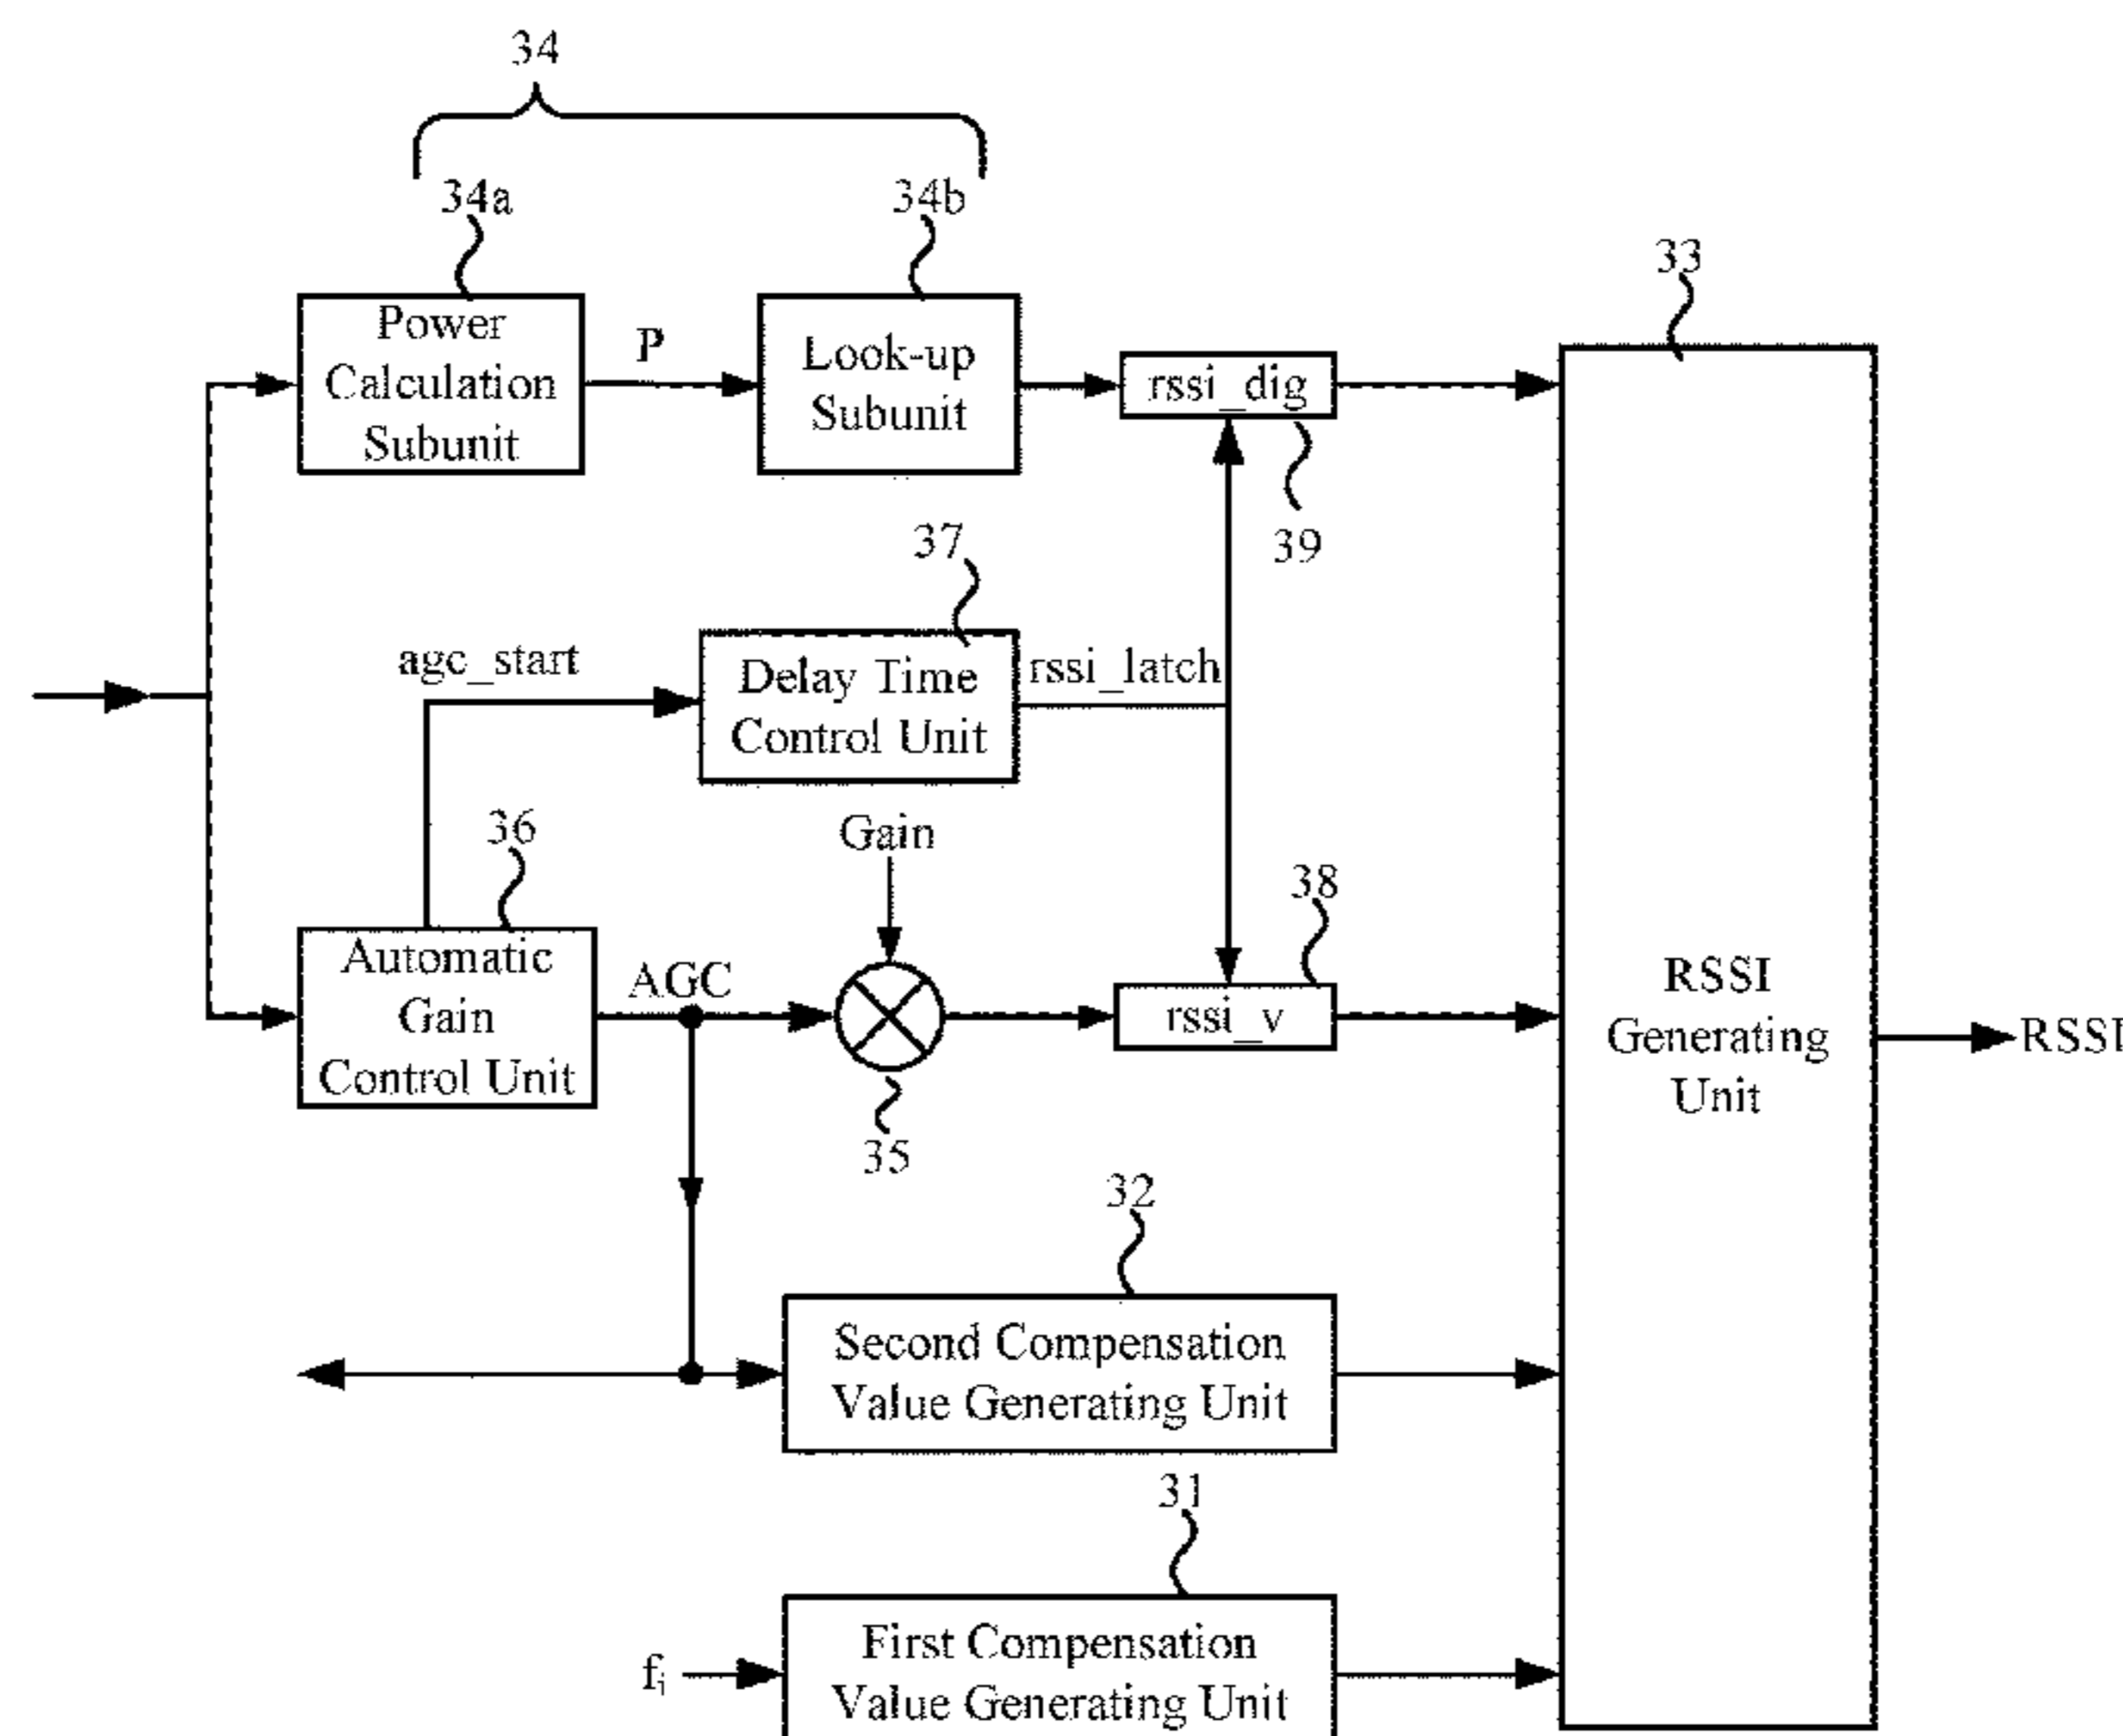 34
34a
34b
33
Power
Calculation
Subunit
P
Look-up
Subunit
rssi_dig
39
37
agc_start
Delay Time
Control Unit
rssi_latch
Gain
36
38
Automatic
Gain
Control Unit
AGC
rssi_v
35
RSSI
Generating
Unit
RSSI
32
Second Compensation
Value Generating Unit
31
fi
First Compensation
Value Generating Unit